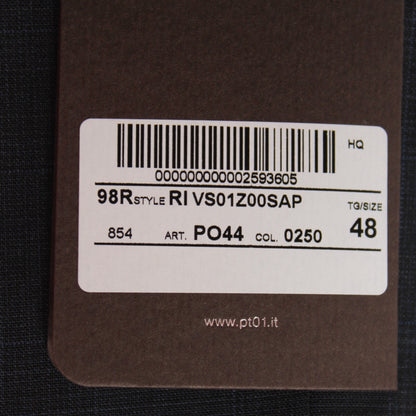 HQ
000000000002593605
98R STYLE RI VS01Z00SAP TG/SIZE
854 ART. PO44 COL. 0250 48
www.pt01.it